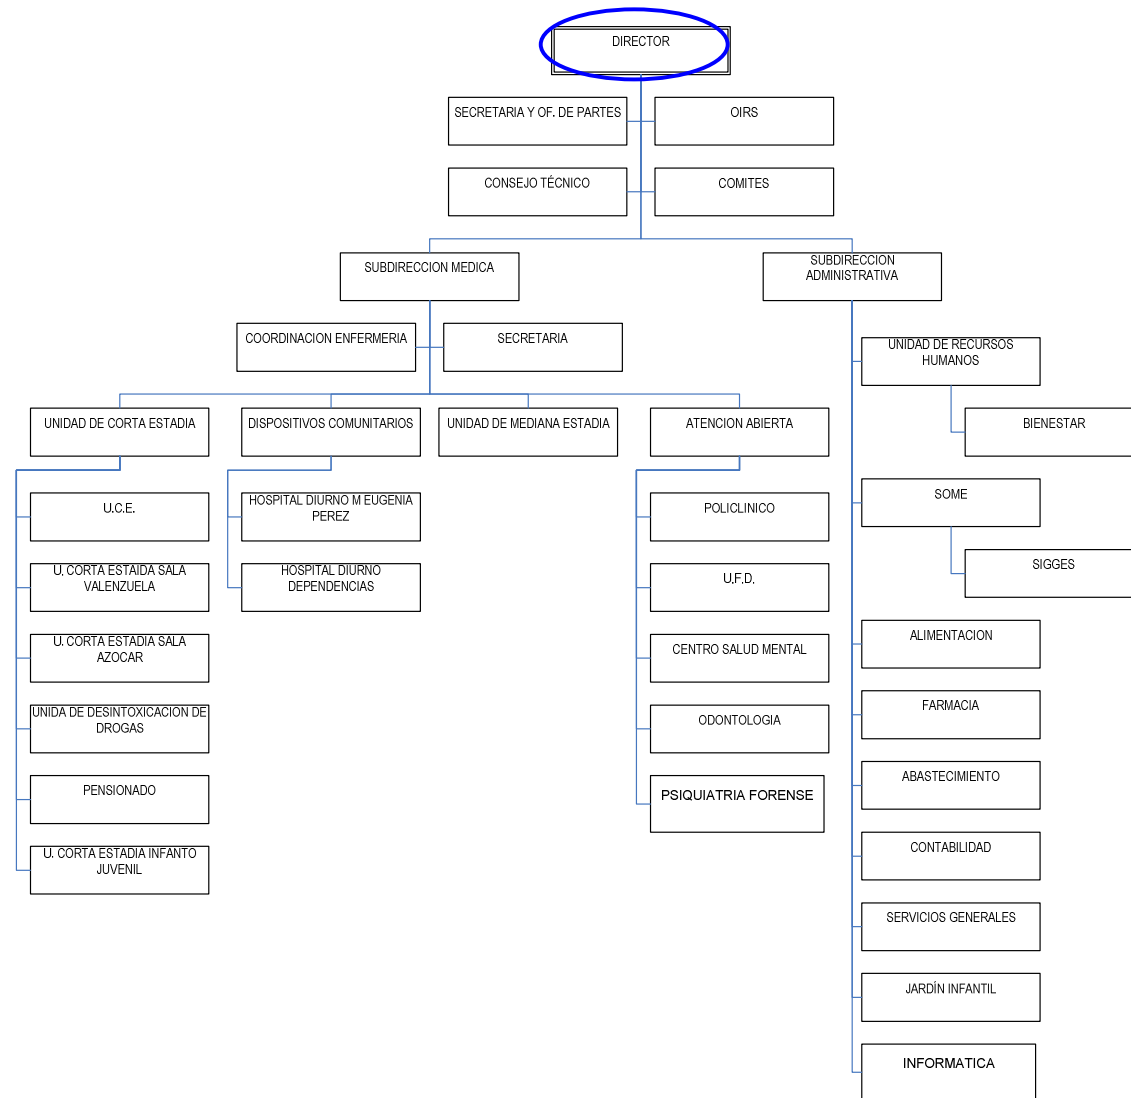 DIRECTOR
SECRETARIA Y OF. DE PARTES
OIRS
CONSEJO TÉCNICO
COMITES
SUBDIRECCION MEDICA
SUBDIRECCION
ADMINISTRATIVA
COORDINACION ENFERMERIA
SECRETARIA
UNIDAD DE RECURSOS
HUMANOS
BIENESTAR
UNIDAD DE CORTA ESTADIA
DISPOSITIVOS COMUNITARIOS
UNIDAD DE MEDIANA ESTADIA
ATENCION ABIERTA
U.C.E.
HOSPITAL DIURNO M EUGENIA
PEREZ
POLICLINICO
SOME
SIGGES
U. CORTA ESTAIDA SALA
VALENZUELA
HOSPITAL DIURNO
DEPENDENCIAS
U.F.D.
U. CORTA ESTADIA SALA
AZOCAR
CENTRO SALUD MENTAL
ALIMENTACION
UNIDA DE DESINTOXICACION DE
DROGAS
ODONTOLOGIA
FARMACIA
PENSIONADO
PSIQUIATRIA FORENSE
ABASTECIMIENTO
U. CORTA ESTADIA INFANTO
JUVENIL
CONTABILIDAD
SERVICIOS GENERALES
JARDÍN INFANTIL
INFORMATICA